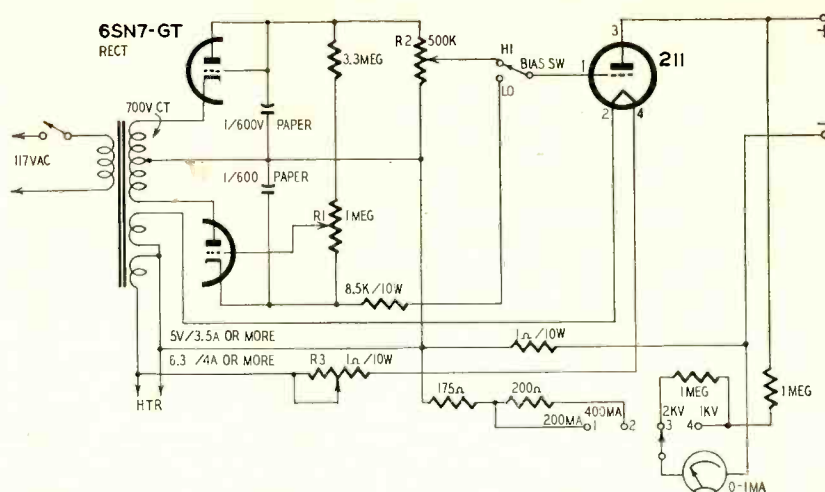 6SN7-GT
RECT
700V CT
117VAC
1/600V PAPER
1/600 PAPER
3.3MEG
R2
500K
HI
BIAS SW
LO
R1
1MEG
8.5K/10W
211
1
2
3
4
+
−
5V/3.5A OR MORE
6.3 /4A OR MORE
HTR
R3
1Ω/10W
1Ω/10W
175Ω
200Ω
200MA
400MA
1
2
1MEG
2KV
1KV
3
4
1MEG
0-1MA